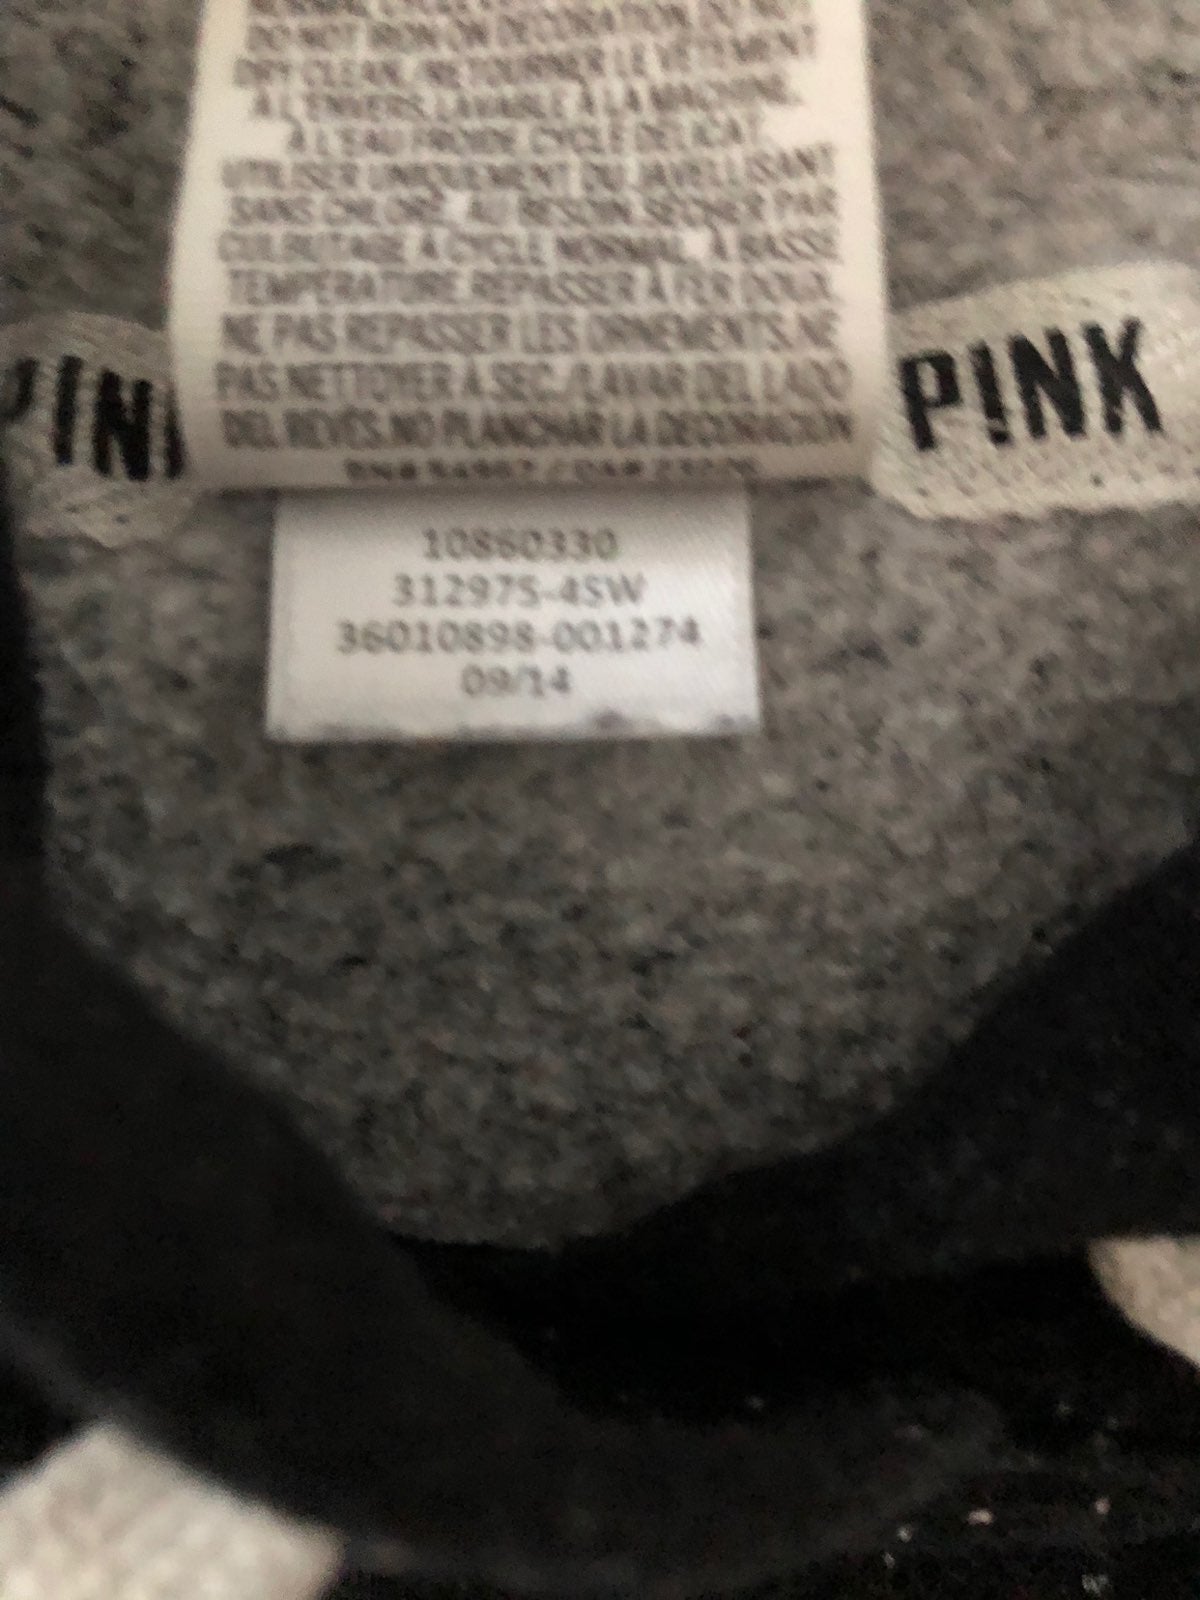 DO NOT IRON ON DECORATION. DO NOT
DRY CLEAN. /RETOURNER LE VÊTEMENT
À L'ENVERS. LAVABLE À LA MACHINE,
À L'EAU FROIDE, CYCLE DÉLICAT.
UTILISER UNIQUEMENT DU JAVELLISANT
SANS CHLORE, AU BESOIN. SÉCHER PAR
CULBUTAGE À CYCLE NORMAL, À BASSE
TEMPÉRATURE. REPASSER À FER DOUX.
NE PAS REPASSER LES ORNEMENTS. NE
PAS NETTOYER À SEC. /LAVAR DEL LADO
DEL REVÉS. NO PLANCHAR LA DECORACIÓN
PINK
10860330
312975-4SW
36010898-001274
09/14